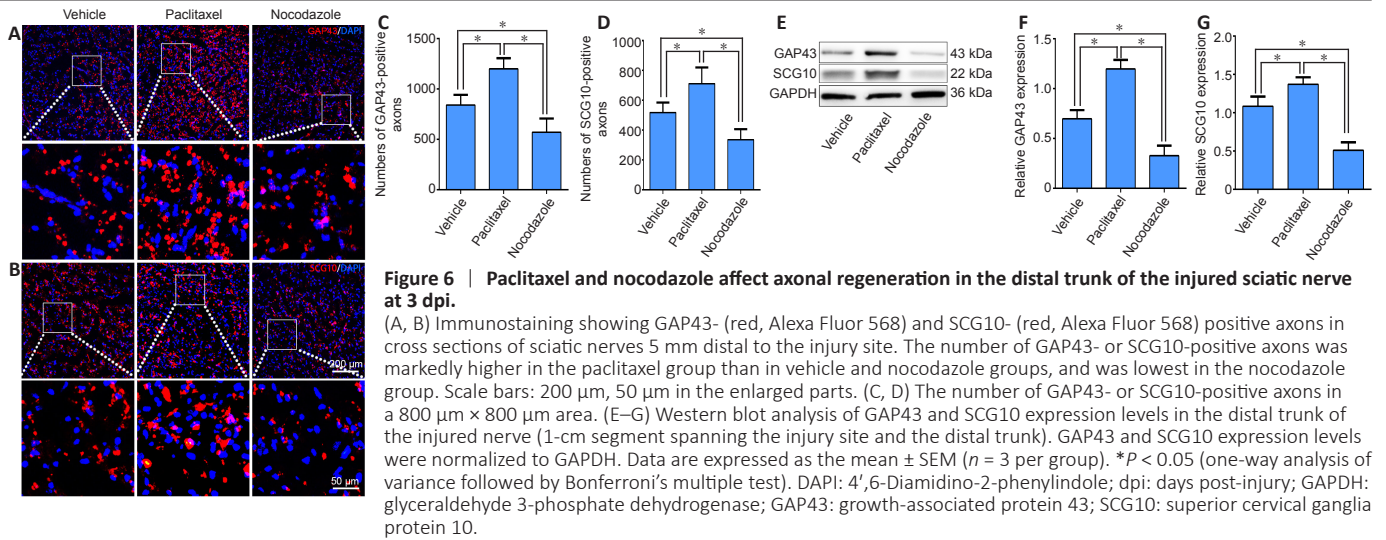 Vehicle Paclitaxel Nocodazole
A
GAP43/DAPI
B
SCG10/DAPI
200 μm
50 μm
C
Numbers of GAP43-positive
axons
1500
1000
500
0
* * *
Vehicle Paclitaxel Nocodazole
D
Numbers of SCG10-positive
axons
1000
800
600
400
200
0
* * *
Vehicle Paclitaxel Nocodazole
E
GAP43 43 kDa
SCG10 22 kDa
GAPDH 36 kDa
Vehicle Paclitaxel Nocodazole
F
Relative GAP43 expression
1.5
1.0
0.5
0.0
* * *
Vehicle Paclitaxel Nocodazole
G
Relative SCG10 expression
2.0
1.5
1.0
0.5
0.0
* * *
Vehicle Paclitaxel Nocodazole
Figure 6 | Paclitaxel and nocodazole affect axonal regeneration in the distal trunk of the injured sciatic nerve
at 3 dpi.
(A, B) Immunostaining showing GAP43- (red, Alexa Fluor 568) and SCG10- (red, Alexa Fluor 568) positive axons in
cross sections of sciatic nerves 5 mm distal to the injury site. The number of GAP43- or SCG10-positive axons was
markedly higher in the paclitaxel group than in vehicle and nocodazole groups, and was lowest in the nocodazole
group. Scale bars: 200 μm, 50 μm in the enlarged parts. (C, D) The number of GAP43- or SCG10-positive axons in
a 800 μm × 800 μm area. (E–G) Western blot analysis of GAP43 and SCG10 expression levels in the distal trunk of
the injured nerve (1-cm segment spanning the injury site and the distal trunk). GAP43 and SCG10 expression levels
were normalized to GAPDH. Data are expressed as the mean ± SEM (n = 3 per group). *P < 0.05 (one-way analysis of
variance followed by Bonferroni's multiple test). DAPI: 4′,6-Diamidino-2-phenylindole; dpi: days post-injury; GAPDH:
glyceraldehyde 3-phosphate dehydrogenase; GAP43: growth-associated protein 43; SCG10: superior cervical ganglia
protein 10.